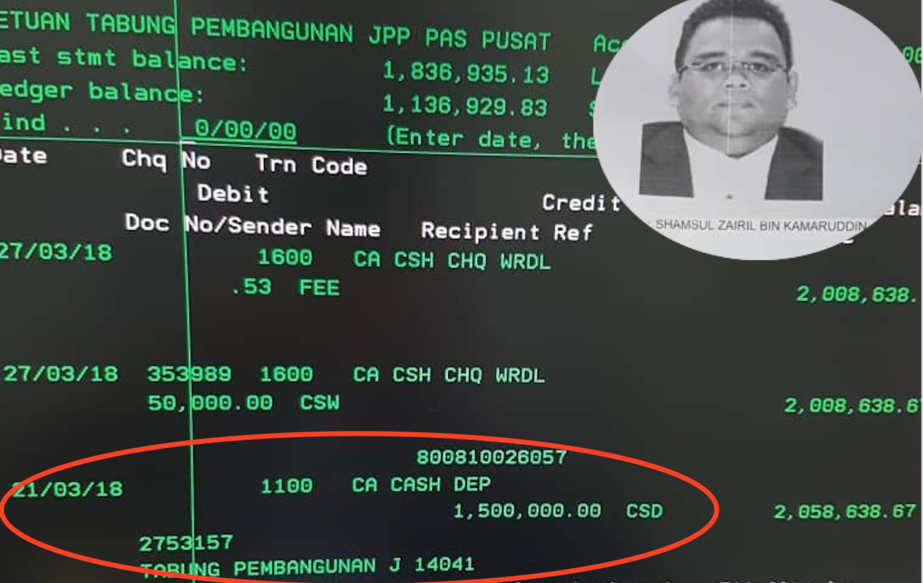 ETUAN TABUNG PEMBANGUNAN JPP PAS PUSAT Acc
ast stmt balance: 1,836,935.13 L
edger balance: 1,136,929.83
ind . . . 0/00/00 (Enter date, the
ate Chq No Trn Code
Debit Credit ala
Doc No/Sender Name Recipient Ref
27/03/18 1600 CA CSH CHQ WRDL
.53 FEE 2,008,638.
27/03/18 353989 1600 CA CSH CHQ WRDL
50,000.00 CSW 2,008,638.6
800810026057
21/03/18 1100 CA CASH DEP
1,500,000.00 CSD 2,058,638.67
2753157
TABUNG PEMBANGUNAN J 14041
SHAMSUL ZAIRIL BIN KAMARUDDIN